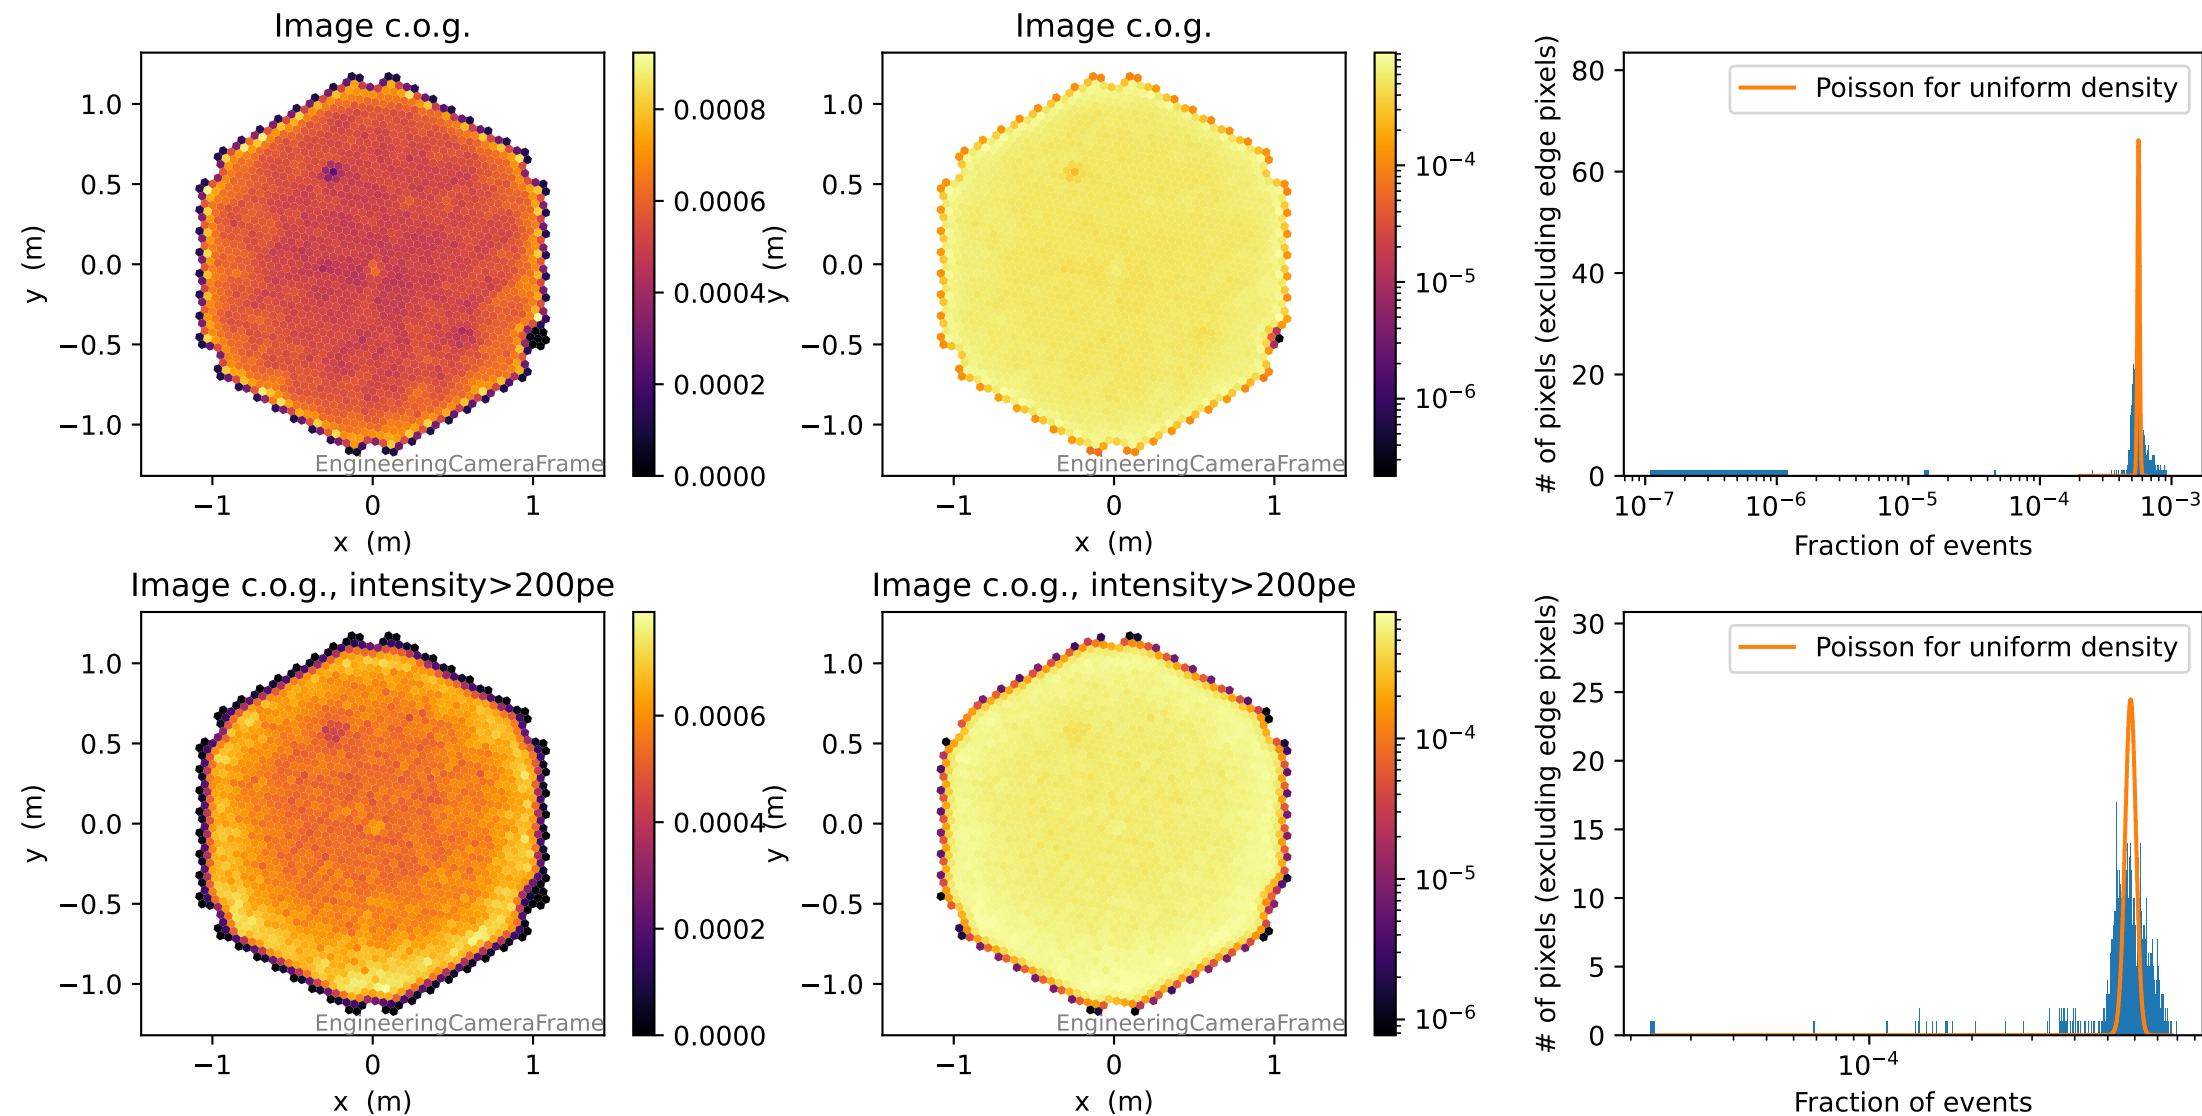 Image c.o.g.
1.0
0.5
0.0
−0.5
−1.0
y (m)
−1
0
1
x (m)
EngineeringCameraFrame
0.0008
0.0006
0.0004
0.0002
0.0000
Image c.o.g.
1.0
0.5
0.0
−0.5
−1.0
y (m)
−1
0
1
x (m)
EngineeringCameraFrame
10⁻⁴
10⁻⁵
10⁻⁶
# of pixels (excluding edge pixels)
80
60
40
20
0
Poisson for uniform density
10⁻⁷
10⁻⁶
10⁻⁵
10⁻⁴
10⁻³
Fraction of events
Image c.o.g., intensity>200pe
1.0
0.5
0.0
−0.5
−1.0
y (m)
−1
0
1
x (m)
EngineeringCameraFrame
0.0006
0.0004
0.0002
0.0000
Image c.o.g., intensity>200pe
1.0
0.5
0.0
−0.5
−1.0
y (m)
−1
0
1
x (m)
EngineeringCameraFrame
10⁻⁴
10⁻⁵
10⁻⁶
# of pixels (excluding edge pixels)
30
25
20
15
10
5
0
Poisson for uniform density
10⁻⁴
Fraction of events